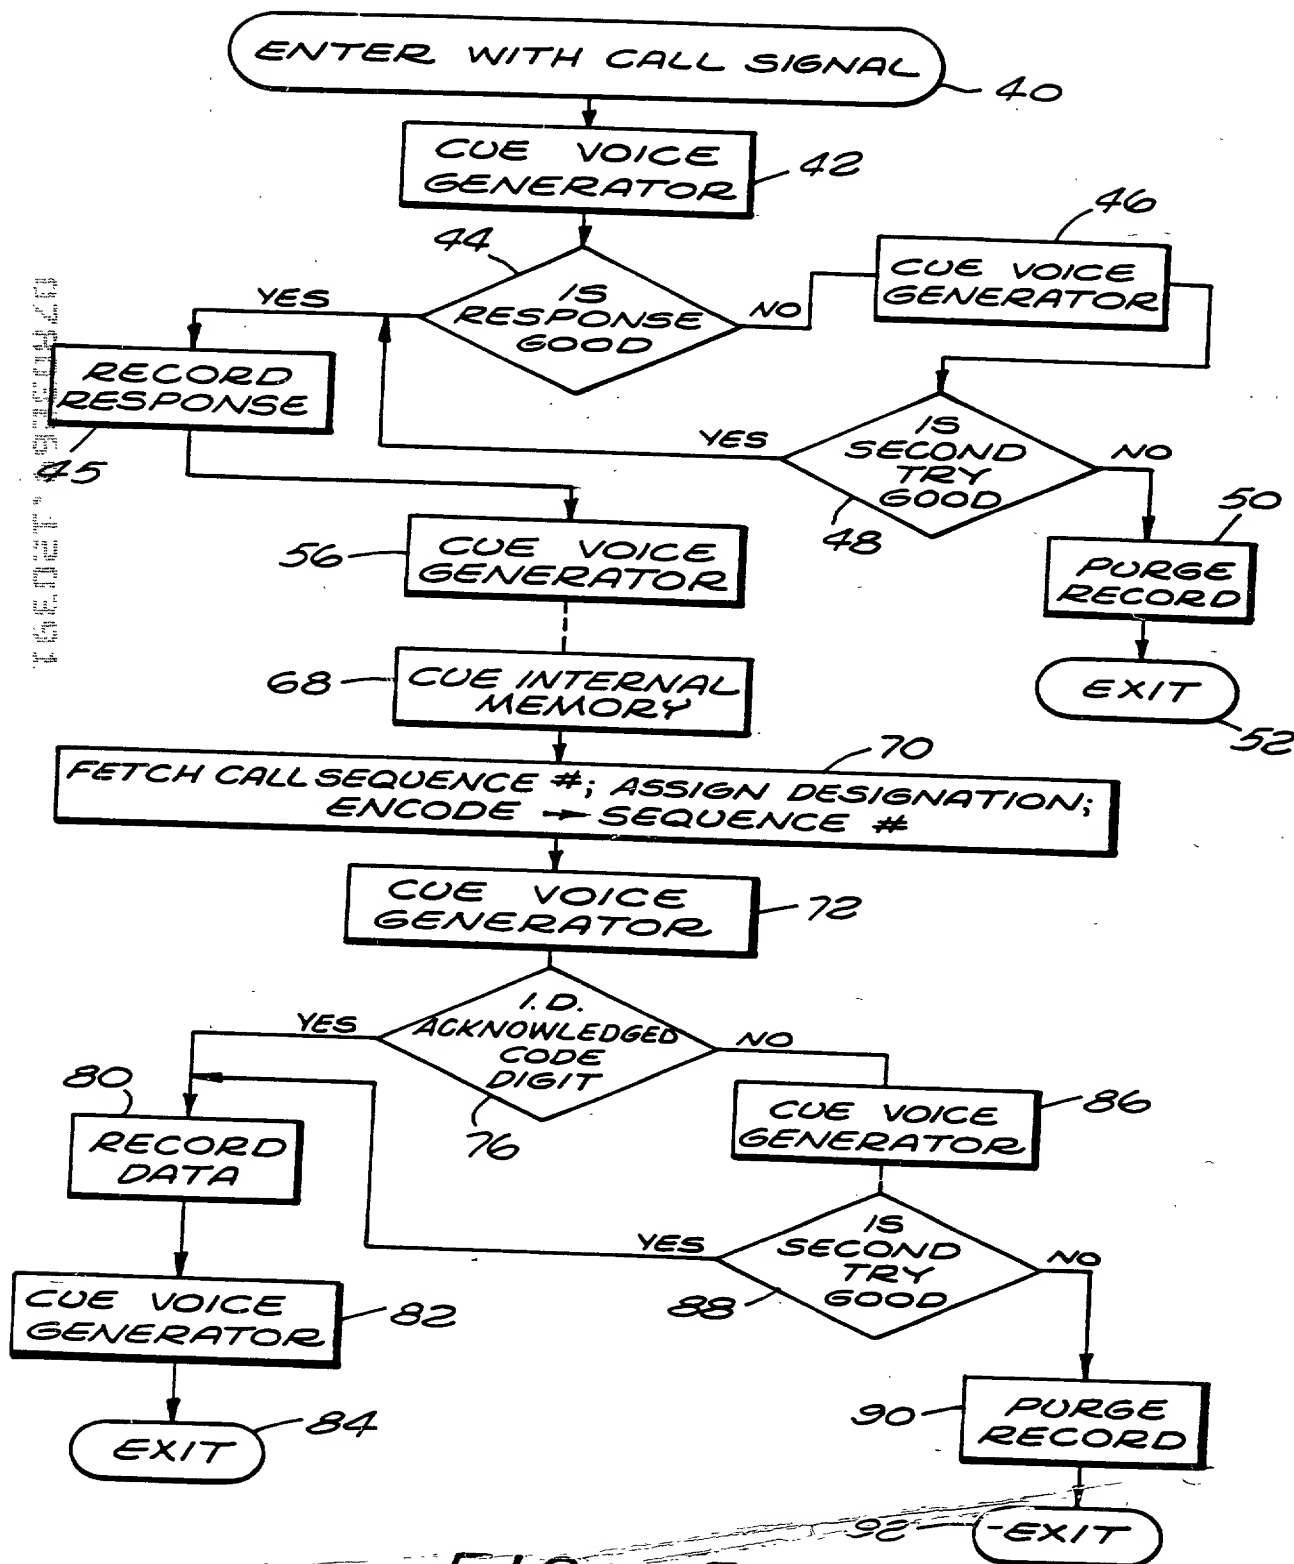 ENTER WITH CALL SIGNAL
40
CUE VOICE
GENERATOR
42
44
IS
RESPONSE
GOOD
YES
NO
46
CUE VOICE
GENERATOR
RECORD
RESPONSE
45
IS
SECOND
TRY
GOOD
YES
NO
48
50
PURGE
RECORD
EXIT
52
56
CUE VOICE
GENERATOR
68
CUE INTERNAL
MEMORY
70
FETCH CALL SEQUENCE #; ASSIGN DESIGNATION;
ENCODE → SEQUENCE #
CUE VOICE
GENERATOR
72
I.D.
ACKNOWLEDGED
CODE
DIGIT
YES
NO
76
80
RECORD
DATA
CUE VOICE
GENERATOR
86
IS
SECOND
TRY
GOOD
YES
NO
88
CUE VOICE
GENERATOR
82
EXIT
84
90
PURGE
RECORD
92
EXIT